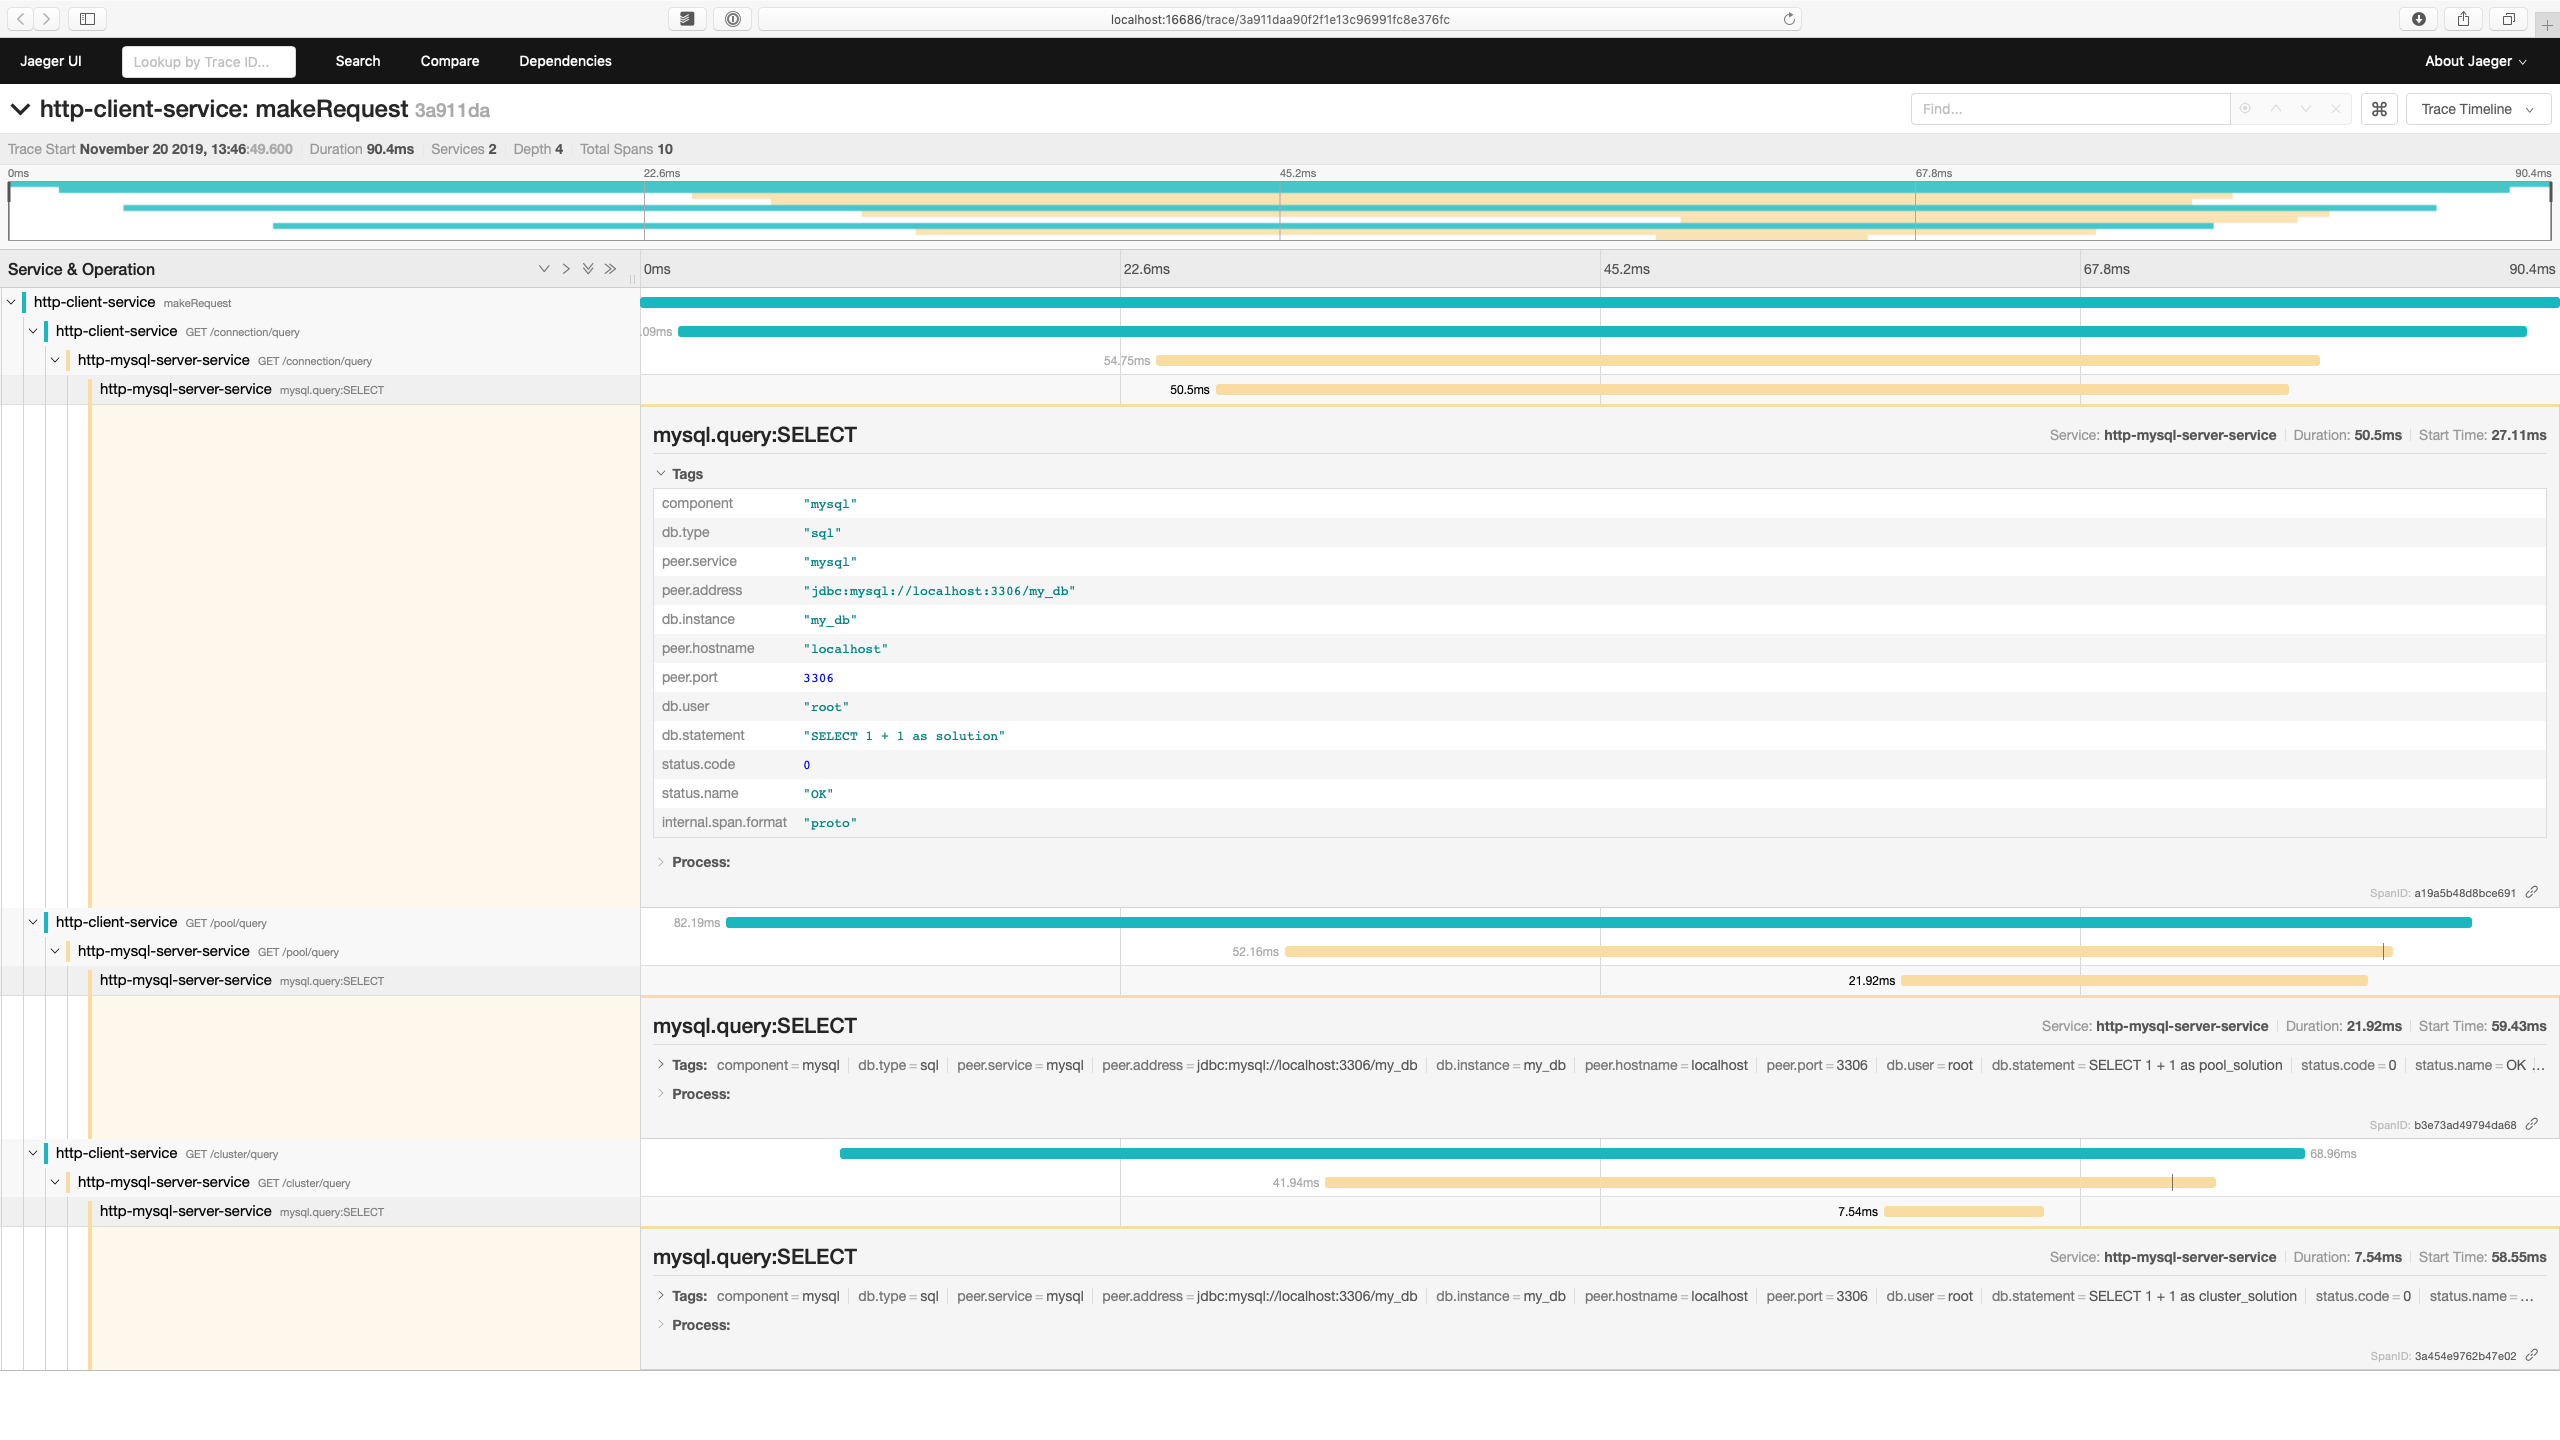 localhost:16686/trace/3a911daa90f2f1e13c96991fc8e376fc
Jaeger UI Lookup by Trace ID... Search Compare Dependencies About Jaeger
http-client-service: makeRequest 3a911da Find... Trace Timeline
Trace Start November 20 2019, 13:46:49.600 Duration 90.4ms Services 2 Depth 4 Total Spans 10
0ms 22.6ms 45.2ms 67.8ms 90.4ms
Service & Operation 0ms 22.6ms 45.2ms 67.8ms 90.4ms
http-client-service makeRequest
http-client-service GET /connection/query .09ms
http-mysql-server-service GET /connection/query 54.75ms
http-mysql-server-service mysql.query:SELECT 50.5ms
mysql.query:SELECT Service: http-mysql-server-service Duration: 50.5ms Start Time: 27.11ms
Tags
component "mysql"
db.type "sql"
peer.service "mysql"
peer.address "jdbc:mysql://localhost:3306/my_db"
db.instance "my_db"
peer.hostname "localhost"
peer.port 3306
db.user "root"
db.statement "SELECT 1 + 1 as solution"
status.code 0
status.name "OK"
internal.span.format "proto"
Process:
SpanID: a19a5b48d8bce691
http-client-service GET /pool/query 82.19ms
http-mysql-server-service GET /pool/query 52.16ms
http-mysql-server-service mysql.query:SELECT 21.92ms
mysql.query:SELECT Service: http-mysql-server-service Duration: 21.92ms Start Time: 59.43ms
Tags: component = mysql db.type = sql peer.service = mysql peer.address = jdbc:mysql://localhost:3306/my_db db.instance = my_db peer.hostname = localhost peer.port = 3306 db.user = root db.statement = SELECT 1 + 1 as pool_solution status.code = 0 status.name = OK ...
Process:
SpanID: b3e73ad49794da68
http-client-service GET /cluster/query 68.96ms
http-mysql-server-service GET /cluster/query 41.94ms
http-mysql-server-service mysql.query:SELECT 7.54ms
mysql.query:SELECT Service: http-mysql-server-service Duration: 7.54ms Start Time: 58.55ms
Tags: component = mysql db.type = sql peer.service = mysql peer.address = jdbc:mysql://localhost:3306/my_db db.instance = my_db peer.hostname = localhost peer.port = 3306 db.user = root db.statement = SELECT 1 + 1 as cluster_solution status.code = 0 status.name = ...
Process:
SpanID: 3a454e9762b47e02